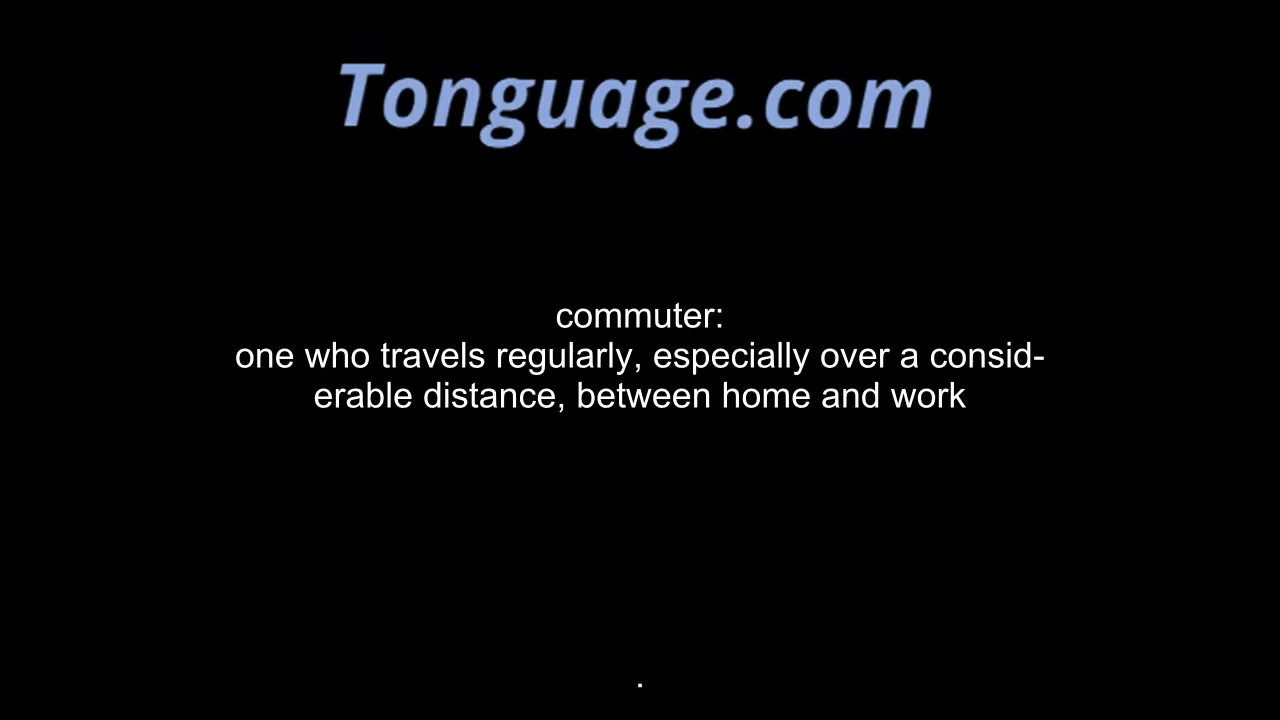 Tonguage.com
commuter:
one who travels regularly, especially over a consid-
erable distance, between home and work
.